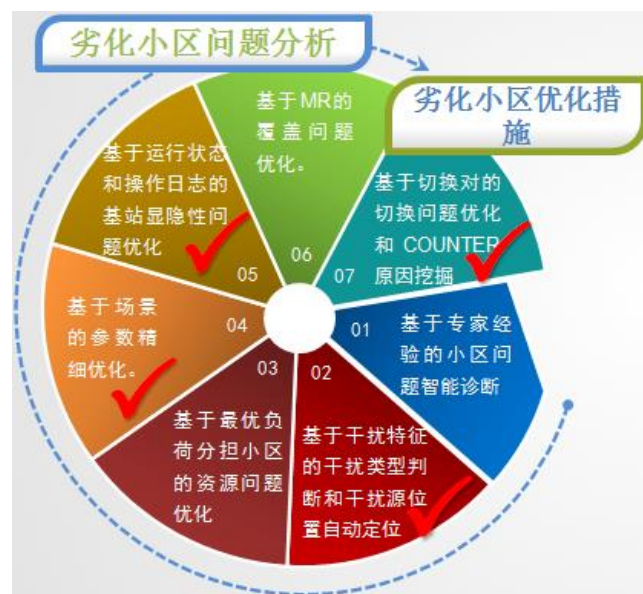 劣化小区问题分析
劣化小区优化措
施
01
基于专家经
验的小区问
题智能诊断
02
基于干扰特征
的干扰类型判
断和干扰源位
置自动定位
03
基于最优负
荷分担小区
的资源问题
优化
04
基于场景
的参数精
细优化。
05
基于运行状态
和操作日志的
基站显隐性问
题优化
06
基于MR的
覆盖问题
优化。
07
基于切换对的
切换问题优化
和 COUNTER
原因挖掘